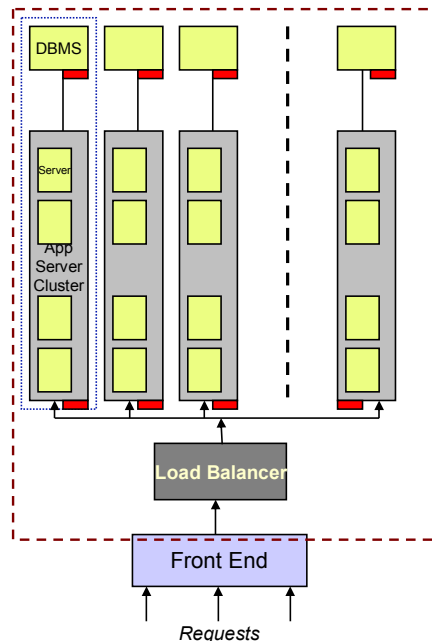 DBMS
Server
App
Server
Cluster
Load Balancer
Front End
Requests